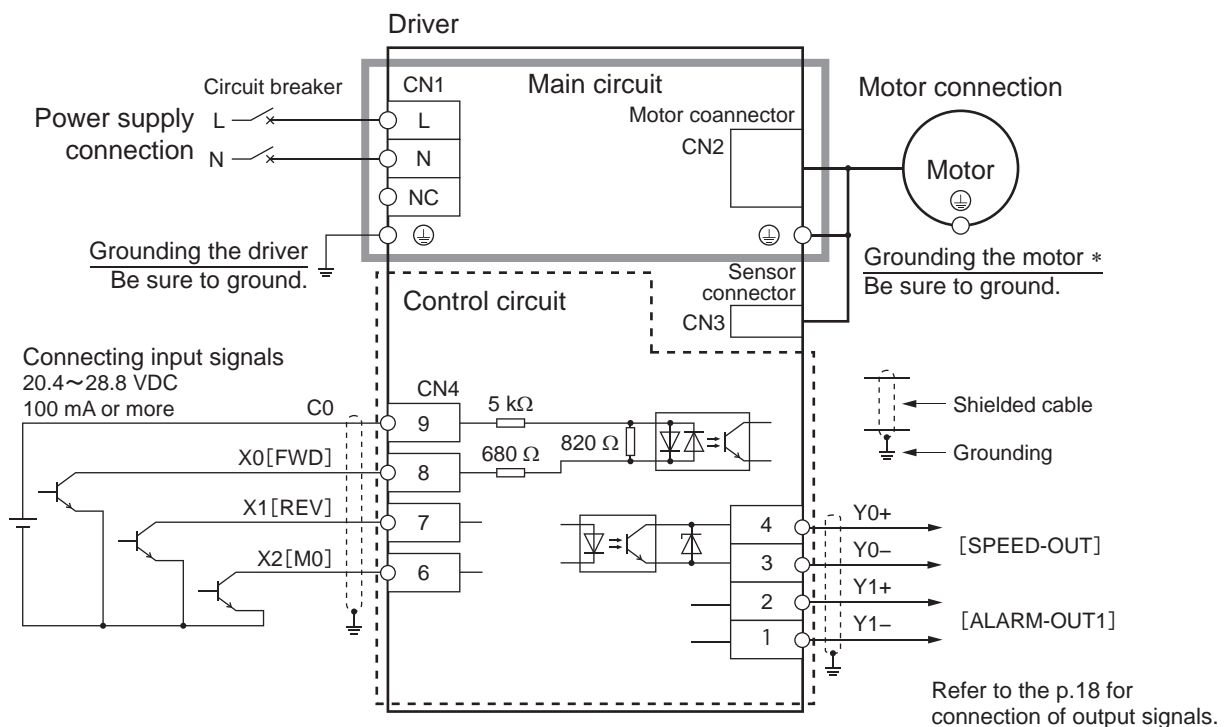 Driver
Circuit breaker
CN1
Main circuit
Motor connection
Power supply
connection
L
L
N
N
NC
Motor coannector
CN2
Motor
Grounding the driver
Be sure to ground.
Grounding the motor *
Be sure to ground.
Sensor
connector
CN3
Control circuit
Connecting input signals
20.4~28.8 VDC
100 mA or more
C0
CN4
9
5 kΩ
820 Ω
X0[FWD]
8
680 Ω
X1[REV]
7
X2[M0]
6
Shielded cable
Grounding
4
Y0+
3
Y0−
[SPEED-OUT]
2
Y1+
1
Y1−
[ALARM-OUT1]
Refer to the p.18 for
connection of output signals.